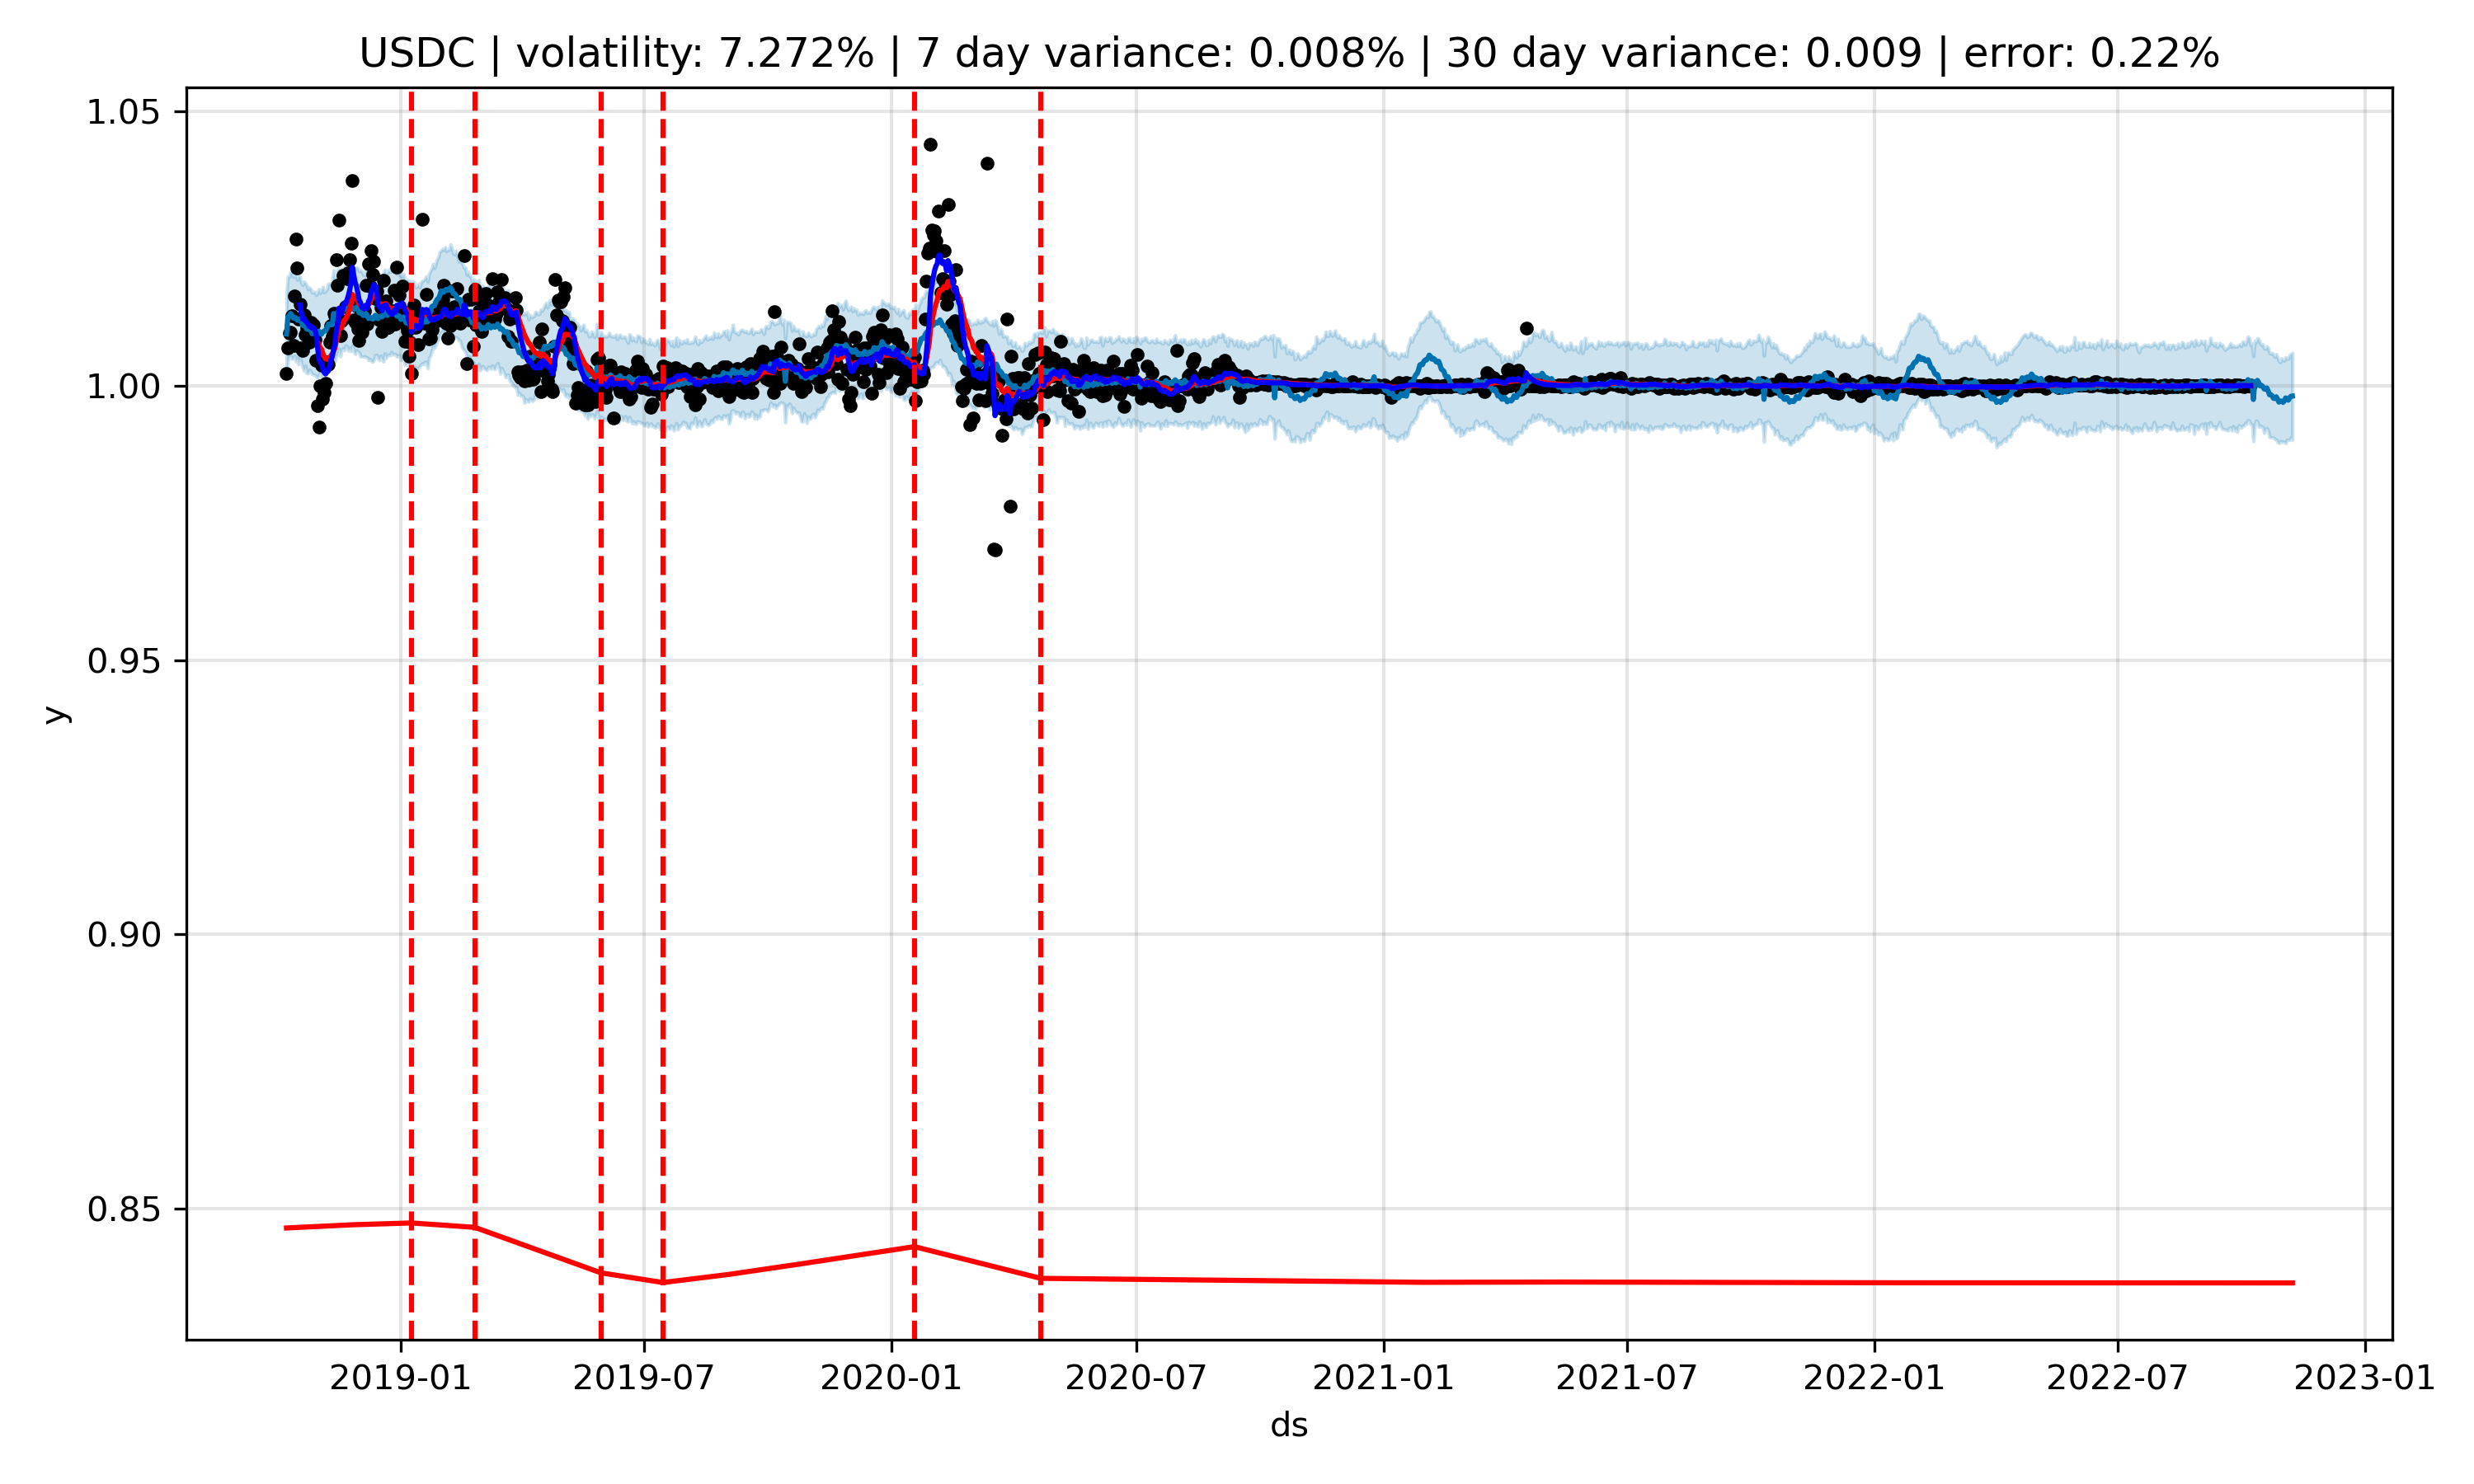 USDC | volatility: 7.272% | 7 day variance: 0.008% | 30 day variance: 0.009 | error: 0.22%
1.05
1.00
0.95
y
0.90
0.85
2019-01 2019-07 2020-01 2020-07 2021-01 2021-07 2022-01 2022-07 2023-01
ds